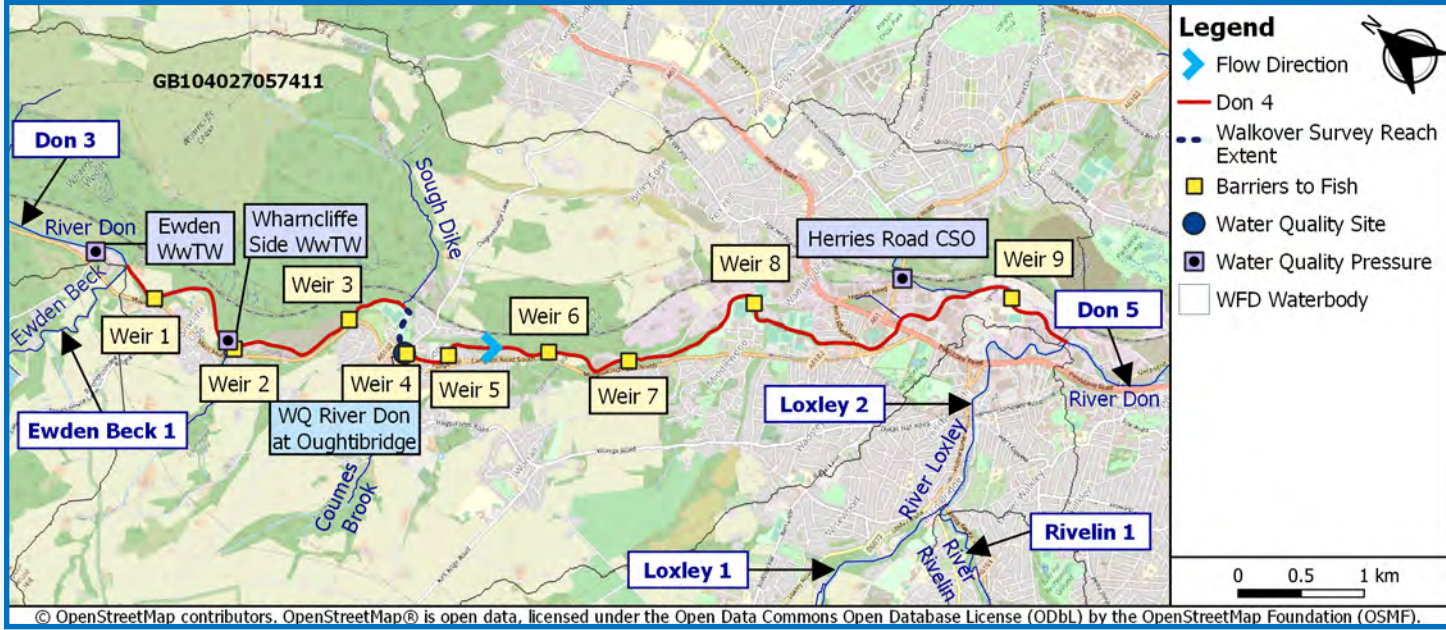 GB104027057411
Don 3
River Don
Ewden
WwTW
Wharncliffe
Side WwTW
Sough Dike
Ewden Beck
Weir 1
Weir 2
Weir 3
Weir 4
Weir 5
Weir 6
Weir 7
Weir 8
Weir 9
Herries Road CSO
Don 5
River Don
Ewden Beck 1
WQ River Don
at Oughtibridge
Coumes
Brook
Loxley 2
River Loxley
Loxley 1
Rivelin 1
River
Rivelin
Legend
N
Flow Direction
Don 4
Walkover Survey Reach
Extent
Barriers to Fish
Water Quality Site
Water Quality Pressure
WFD Waterbody
0 0.5 1 km
© OpenStreetMap contributors. OpenStreetMap® is open data, licensed under the Open Data Commons Open Database License (ODbL) by the OpenStreetMap Foundation (OSMF).